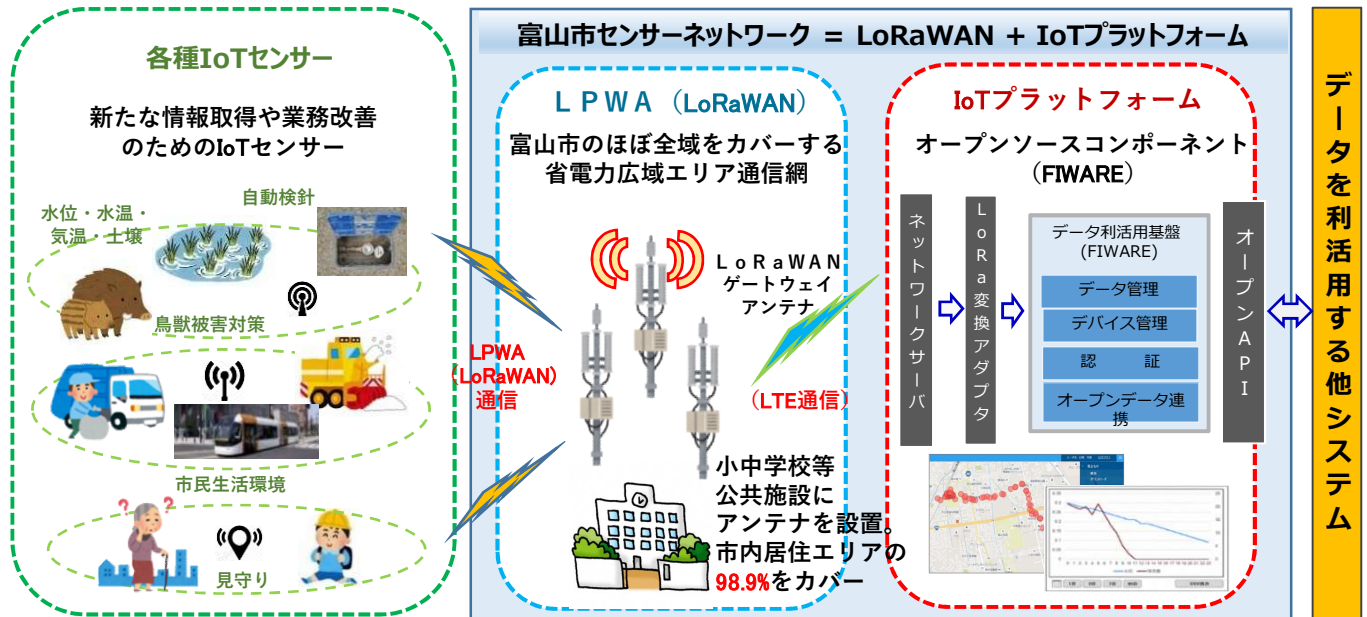 富山市センサーネットワーク = LoRaWAN + IoTプラットフォーム
各種IoTセンサー
新たな情報取得や業務改善
のためのIoTセンサー
自動検針
水位・水温・
気温・土壌
鳥獣被害対策
市民生活環境
見守り
LPWA
(LoRaWAN)
通信
LPWA (LoRaWAN)
富山市のほぼ全域をカバーする
省電力広域エリア通信網
LoRaWAN
ゲートウェイ
アンテナ
(LTE通信)
小中学校等
公共施設に
アンテナを設置。
市内居住エリアの
98.9%をカバー
IoTプラットフォーム
オープンソースコンポーネント
(FIWARE)
ネットワークサーバ
LoRa変換アダプタ
データ利活用基盤
(FIWARE)
データ管理
デバイス管理
認 証
オープンデータ連
携
オープンAPI
データを利活用する他システム